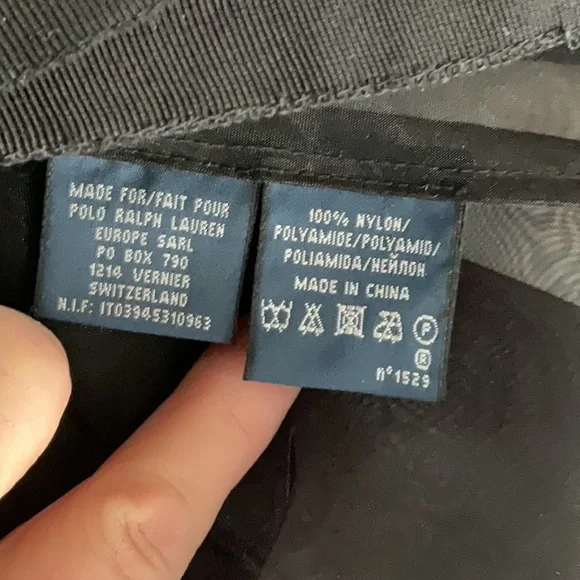 MADE FOR/FAIT POUR
POLO RALPH LAUREN
EUROPE SARL
PO BOX 790
1214 VERNIER
SWITZERLAND
N.I.F: IT03945310963
100% NYLON/
POLYAMIDE/POLYAMID/
POLIAMIDA/НЕЙЛОН
MADE IN CHINA
P
®
n°1529